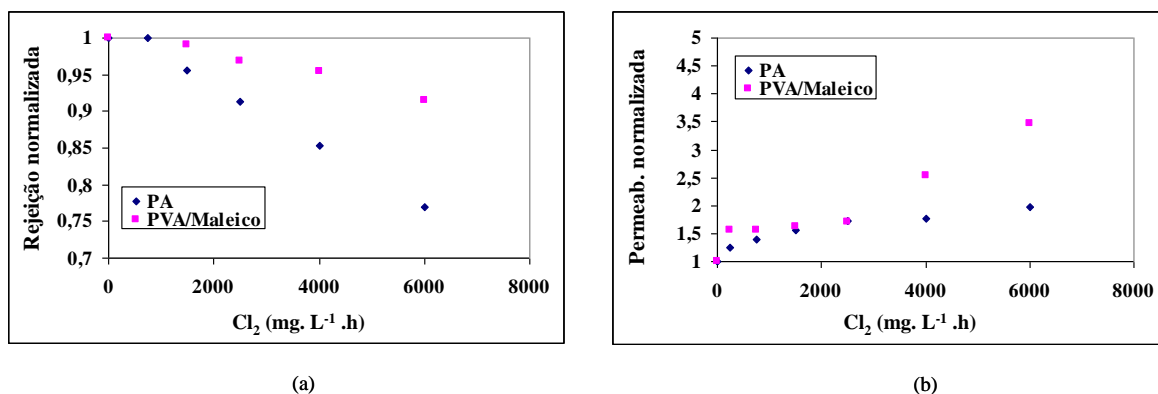 1
0,95
0,9
0,85
0,8
0,75
0,7
Rejeição normalizada
PA
PVA/Maleico
0
2000
4000
6000
8000
Cl₂ (mg. L⁻¹ .h)
(a)
5
4,5
4
3,5
3
2,5
2
1,5
1
Permeab. normalizada
PA
PVA/Maleico
0
2000
4000
6000
8000
Cl₂ (mg. L⁻¹ .h)
(b)